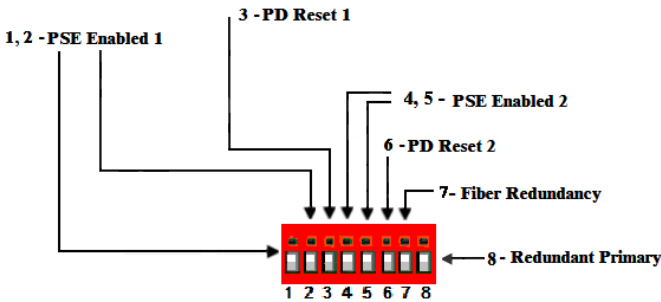 3 - PD Reset 1
1, 2 - PSE Enabled 1
4, 5 - PSE Enabled 2
6 - PD Reset 2
7- Fiber Redundancy
8 - Redundant Primary
1 2 3 4 5 6 7 8